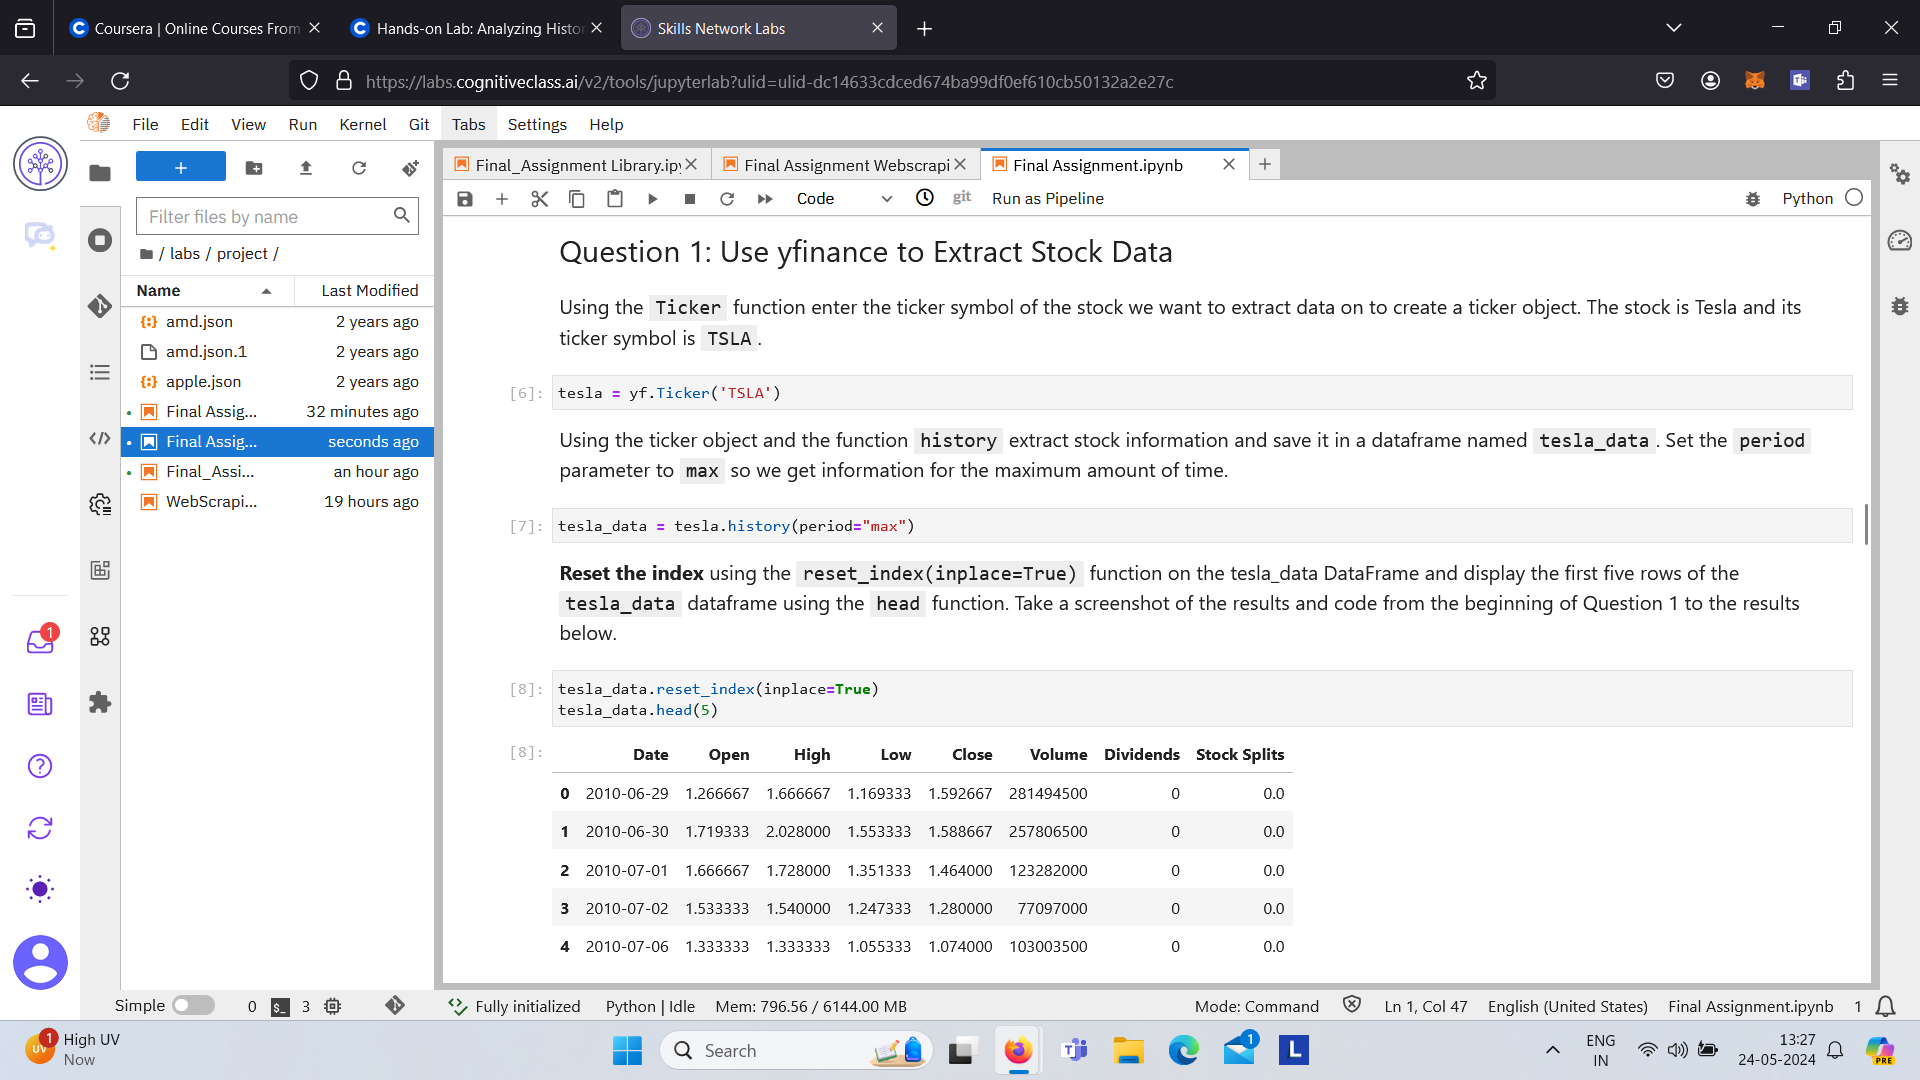 Coursera | Online Courses From
Hands-on Lab: Analyzing Histor
Skills Network Labs
https://labs.cognitiveclass.ai/v2/tools/jupyterlab?ulid=ulid-dc14633cdced674ba99df0ef610cb50132a2e27c
File Edit View Run Kernel Git Tabs Settings Help
Final_Assignment Library.ipy
Final Assignment Webscrapi
Final Assignment.ipynb
Code
git
Run as Pipeline
Python
Filter files by name
/ labs / project /
Name Last Modified
amd.json 2 years ago
amd.json.1 2 years ago
apple.json 2 years ago
Final Assig... 32 minutes ago
Final Assig... seconds ago
Final_Assi... an hour ago
WebScrapi... 19 hours ago
1
Question 1: Use yfinance to Extract Stock Data
Using the Ticker function enter the ticker symbol of the stock we want to extract data on to create a ticker object. The stock is Tesla and its
ticker symbol is TSLA.
[6]: tesla = yf.Ticker('TSLA')
Using the ticker object and the function history extract stock information and save it in a dataframe named tesla_data. Set the period
parameter to max so we get information for the maximum amount of time.
[7]: tesla_data = tesla.history(period="max")
Reset the index using the reset_index(inplace=True) function on the tesla_data DataFrame and display the first five rows of the
tesla_data dataframe using the head function. Take a screenshot of the results and code from the beginning of Question 1 to the results
below.
[8]: tesla_data.reset_index(inplace=True)
tesla_data.head(5)
[8]: Date Open High Low Close Volume Dividends Stock Splits
0 2010-06-29 1.266667 1.666667 1.169333 1.592667 281494500 0 0.0
1 2010-06-30 1.719333 2.028000 1.553333 1.588667 257806500 0 0.0
2 2010-07-01 1.666667 1.728000 1.351333 1.464000 123282000 0 0.0
3 2010-07-02 1.533333 1.540000 1.247333 1.280000 77097000 0 0.0
4 2010-07-06 1.333333 1.333333 1.055333 1.074000 103003500 0 0.0
Simple 0 3 Fully initialized Python | Idle Mem: 796.56 / 6144.00 MB Mode: Command Ln 1, Col 47 English (United States) Final Assignment.ipynb 1
UV 1
High UV
Now
Search
1
L
ENG
IN
13:27
24-05-2024
PRE